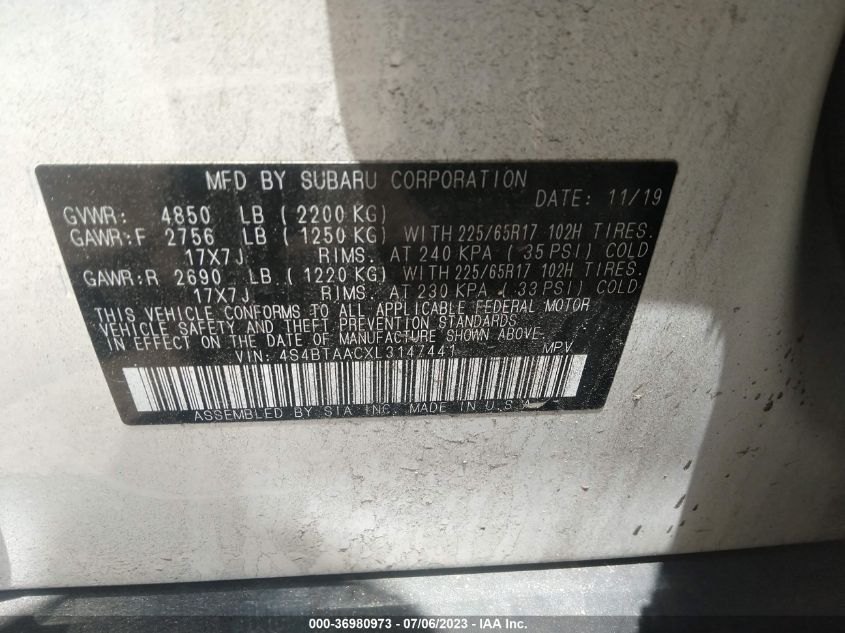 MFD BY SUBARU CORPORATION DATE: 11/19
GVWR: 4850 LB ( 2200 KG)
GAWR:F 2756 LB ( 1250 KG) WITH 225/65R17 102H TIRES.
17X7J RIMS. AT 240 KPA ( 35 PSI) COLD
GAWR:R 2690 LB ( 1220 KG) WITH 225/65R17 102H TIRES.
17X7J RIMS. AT 230 KPA ( 33 PSI) COLD
THIS VEHICLE CONFORMS TO ALL APPLICABLE FEDERAL MOTOR
VEHICLE SAFETY AND THEFT PREVENTION STANDARDS
IN EFFECT ON THE DATE OF MANUFACTURE SHOWN ABOVE.
VIN: 4S4BTAACXL3147441 MPV
ASSEMBLED BY SIA INC. MADE IN U.S.A.
000-36980973 / 07/06/2023 - IAA Inc.